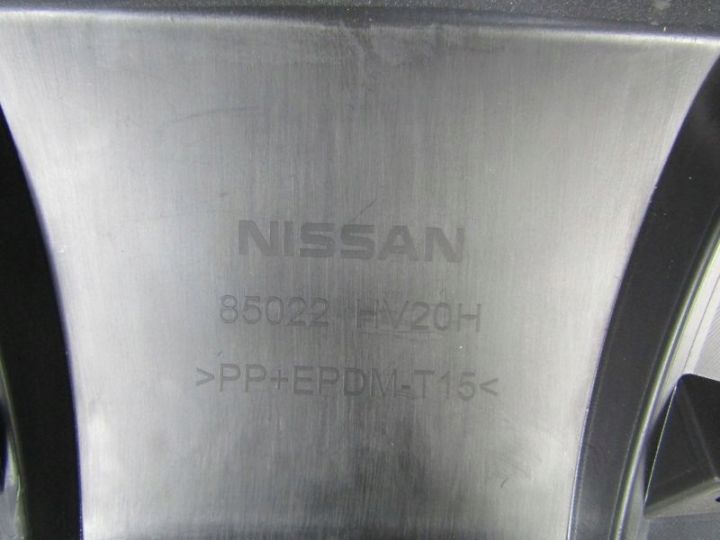 NISSAN
85022 HV20H
>PP+EPDM-T15<